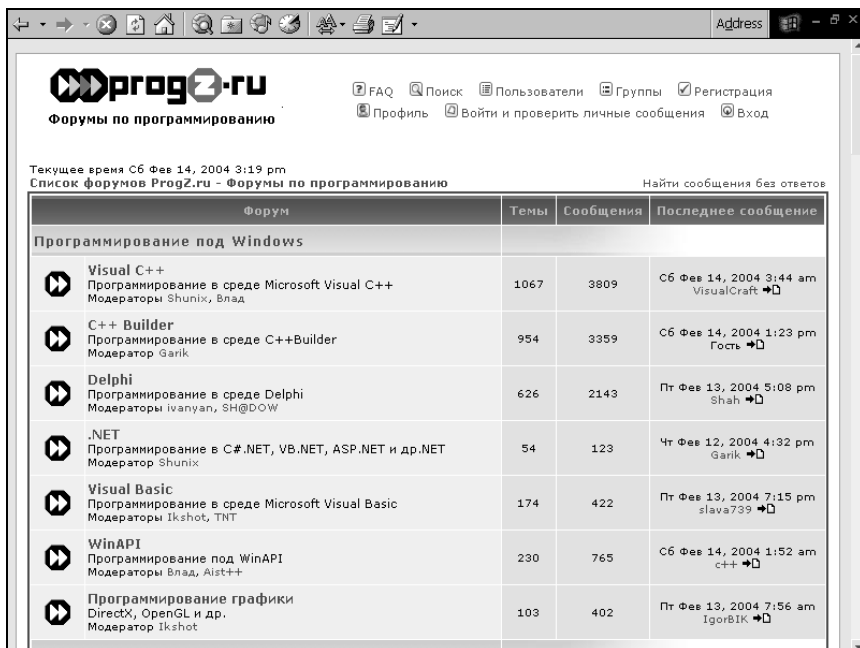 Address
progZ·ru
Форумы по программированию
FAQ Поиск Пользователи Группы Регистрация
Профиль Войти и проверить личные сообщения Вход
Текущее время Сб Фев 14, 2004 3:19 pm
Список форумов ProgZ.ru - Форумы по программированию
Найти сообщения без ответов
Форум Темы Сообщения Последнее сообщение
Программирование под Windows
Visual C++
Программирование в среде Microsoft Visual C++
Модераторы Shunix, Влад
1067 3809
Сб Фев 14, 2004 3:44 am
VisualCraft
C++ Builder
Программирование в среде C++Builder
Модератор Garik
954 3359
Сб Фев 14, 2004 1:23 pm
Гость
Delphi
Программирование в среде Delphi
Модераторы ivanyan, SH@DOW
626 2143
Пт Фев 13, 2004 5:08 pm
Shah
.NET
Программирование в C#.NET, VB.NET, ASP.NET и др.NET
Модератор Shunix
54 123
Чт Фев 12, 2004 4:32 pm
Garik
Visual Basic
Программирование в среде Microsoft Visual Basic
Модераторы Ikshot, TNT
174 422
Пт Фев 13, 2004 7:15 pm
slava739
WinAPI
Программирование под WinAPI
Модераторы Влад, Aist++
230 765
Сб Фев 14, 2004 1:52 am
c++
Программирование графики
DirectX, OpenGL и др.
Модератор Ikshot
103 402
Пт Фев 13, 2004 7:56 am
IgorBIK